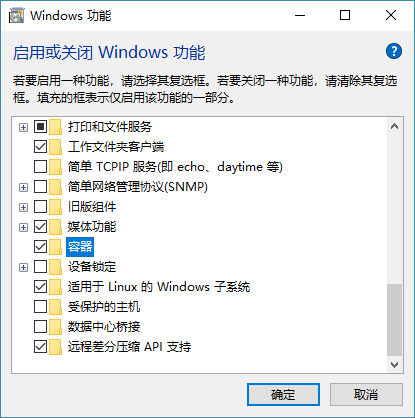 Windows 功能
启用或关闭 Windows 功能
若要启用一种功能，请选择其复选框。若要关闭一种功能，请清除其复选
框。填充的框表示仅启用该功能的一部分。
打印和文件服务
工作文件夹客户端
简单 TCPIP 服务(即 echo、daytime 等)
简单网络管理协议(SNMP)
旧版组件
媒体功能
容器
设备锁定
适用于 Linux 的 Windows 子系统
受保护的主机
数据中心桥接
远程差分压缩 API 支持
确定
取消